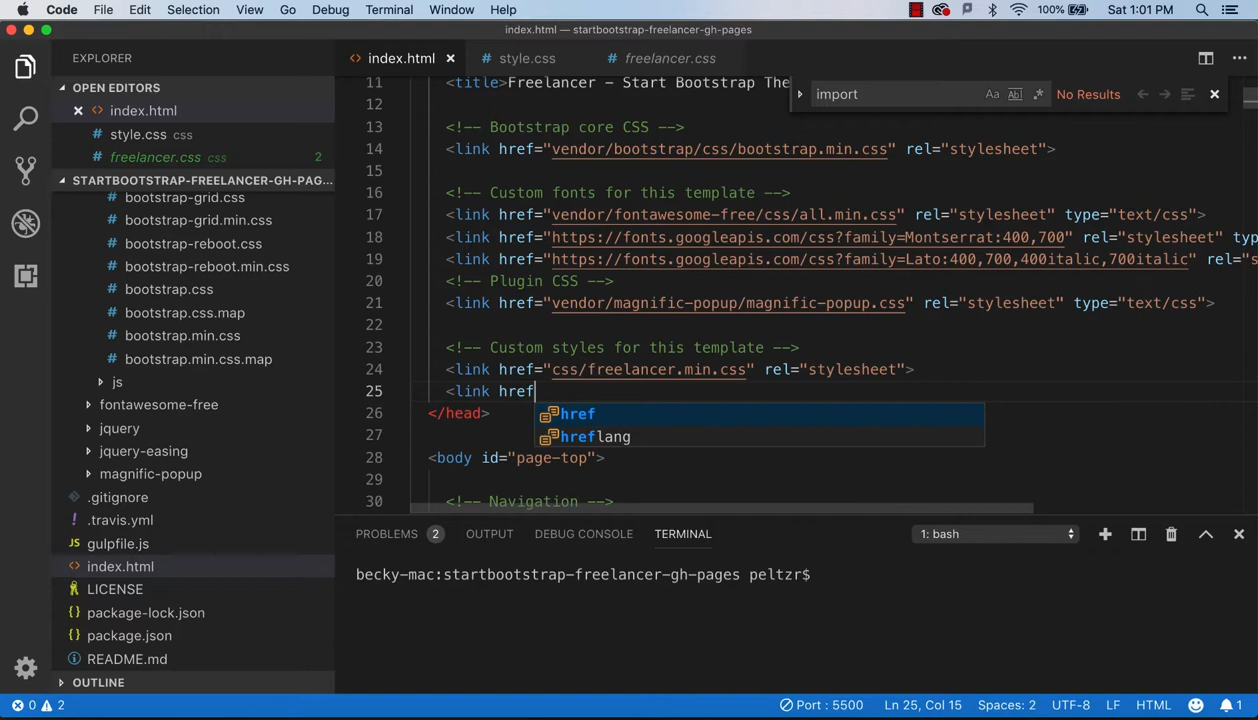 Code File Edit Selection View Go Debug Terminal Window Help 100% Sat 1:01 PM
index.html — startbootstrap-freelancer-gh-pages
EXPLORER
OPEN EDITORS
index.html
style.css css
freelancer.css css 2
STARTBOOTSTRAP-FREELANCER-GH-PAG...
bootstrap-grid.css
bootstrap-grid.min.css
bootstrap-reboot.css
bootstrap-reboot.min.css
bootstrap.css
bootstrap.css.map
bootstrap.min.css
bootstrap.min.css.map
js
fontawesome-free
jquery
jquery-easing
magnific-popup
.gitignore
.travis.yml
gulpfile.js
index.html
LICENSE
package-lock.json
package.json
README.md
OUTLINE
index.html style.css freelancer.css
import Aa Abl .* No Results
11 <title>Freelancer - Start Bootstrap The
12
13 <!-- Bootstrap core CSS -->
14 <link href="vendor/bootstrap/css/bootstrap.min.css" rel="stylesheet">
15
16 <!-- Custom fonts for this template -->
17 <link href="vendor/fontawesome-free/css/all.min.css" rel="stylesheet" type="text/css">
18 <link href="https://fonts.googleapis.com/css?family=Montserrat:400,700" rel="stylesheet" type
19 <link href="https://fonts.googleapis.com/css?family=Lato:400,700,400italic,700italic" rel="s
20 <!-- Plugin CSS -->
21 <link href="vendor/magnific-popup/magnific-popup.css" rel="stylesheet" type="text/css">
22
23 <!-- Custom styles for this template -->
24 <link href="css/freelancer.min.css" rel="stylesheet">
25 <link href
26 </head>
href
hreflang
27
28 <body id="page-top">
29
30 <!-- Navigation -->
PROBLEMS 2 OUTPUT DEBUG CONSOLE TERMINAL 1: bash
becky-mac:startbootstrap-freelancer-gh-pages peltzr$
0 2 Port : 5500 Ln 25, Col 15 Spaces: 2 UTF-8 LF HTML 1